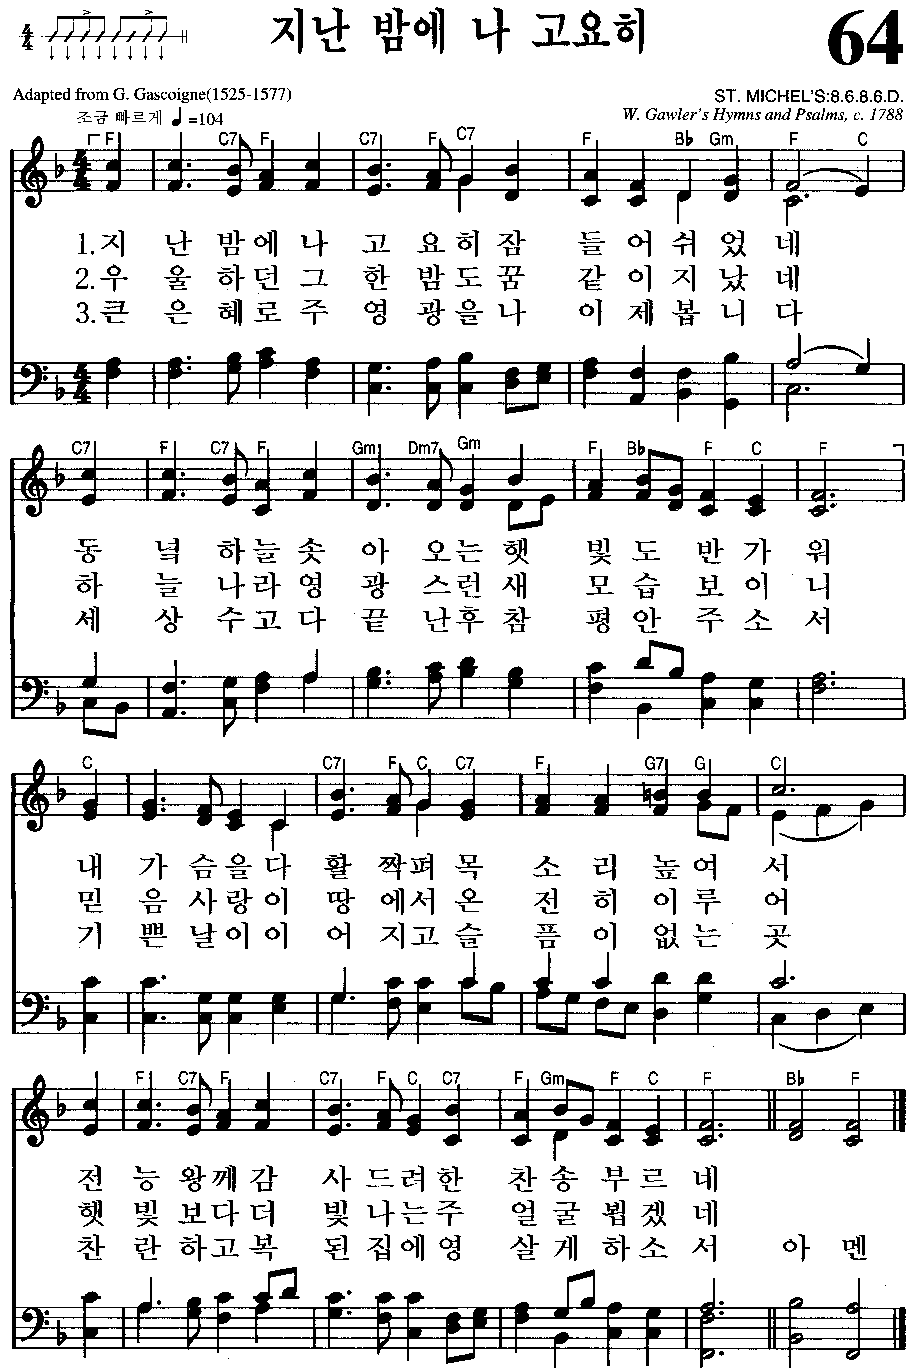 지난 밤에 나 고요히
64
Adapted from G. Gascoigne(1525-1577)
ST. MICHEL'S:8.6.8.6.D.
조금 빠르게 ♩=104
W. Gawler's Hymns and Psalms, c. 1788
F C7 F C7 F C7 F B♭ Gm F C
1.지 난 밤에 나 고 요히 잠 들 어 쉬 었 네
2.우 울 하던 그 한 밤도 꿈 같 이 지 났 네
3.큰 은 혜로 주 영 광을 나 이 제 봅 니 다
C7 F C7 F Gm Dm7 Gm F B♭ F C F
동 녘 하늘 솟 아 오는 햇 빛 도 반 가 워
하 늘 나라 영 광 스런 새 모 습 보 이 니
세 상 수고 다 끝 난후 참 평 안 주 소 서
C C7 F C C7 F G7 G C
내 가 슴을 다 활 짝펴 목 소 리 높 여 서
믿 음 사랑 이 땅 에서 온 전 히 이 루 어
기 쁜 날이 이 어 지고 슬 픔 이 없 는 곳
F C7 F C7 F C C7 F Gm F C F B♭ F
전 능 왕께 감 사 드려 한 찬 송 부 르 네
햇 빛 보다 더 빛 나는 주 얼 굴 뵙 겠 네
찬 란 하고 복 된 집에 영 살 게 하 소 서 아 멘